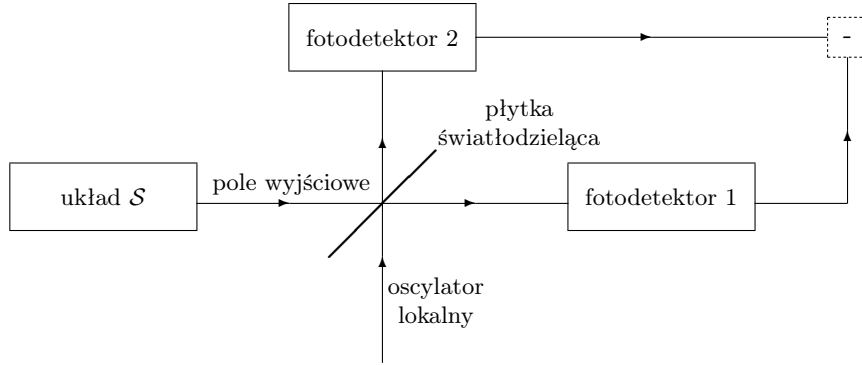 fotodetektor 2
-
płytka
światłodzieląca
układ 𝒮
pole wyjściowe
fotodetektor 1
oscylator
lokalny